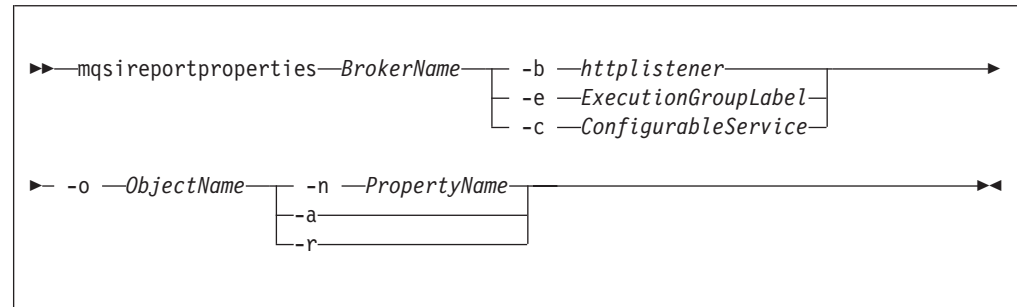 mqsireportproperties BrokerName -b httplistener
-e ExecutionGroupLabel
-c ConfigurableService
-o ObjectName -n PropertyName
-a
-r